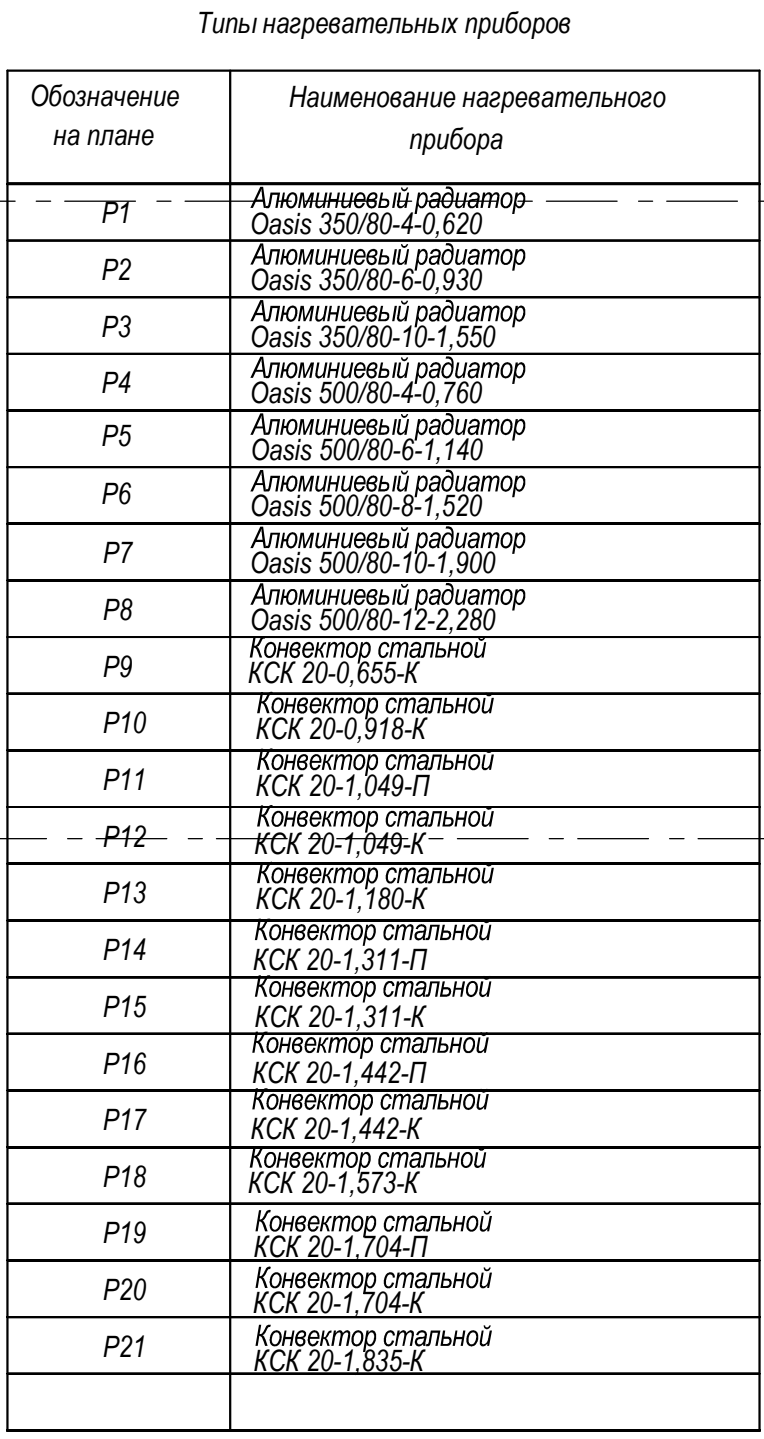 Типы нагревательных приборов
Обозначение
на плане
Наименование нагревательного
прибора
Р1
Алюминиевый радиатор
Oasis 350/80-4-0,620
Р2
Алюминиевый радиатор
Oasis 350/80-6-0,930
Р3
Алюминиевый радиатор
Oasis 350/80-10-1,550
Р4
Алюминиевый радиатор
Oasis 500/80-4-0,760
Р5
Алюминиевый радиатор
Oasis 500/80-6-1,140
Р6
Алюминиевый радиатор
Oasis 500/80-8-1,520
Р7
Алюминиевый радиатор
Oasis 500/80-10-1,900
Р8
Алюминиевый радиатор
Oasis 500/80-12-2,280
Р9
Конвектор стальной
КСК 20-0,655-К
Р10
Конвектор стальной
КСК 20-0,918-К
Р11
Конвектор стальной
КСК 20-1,049-П
Р12
Конвектор стальной
КСК 20-1,049-К
Р13
Конвектор стальной
КСК 20-1,180-К
Р14
Конвектор стальной
КСК 20-1,311-П
Р15
Конвектор стальной
КСК 20-1,311-К
Р16
Конвектор стальной
КСК 20-1,442-П
Р17
Конвектор стальной
КСК 20-1,442-К
Р18
Конвектор стальной
КСК 20-1,573-К
Р19
Конвектор стальной
КСК 20-1,704-П
Р20
Конвектор стальной
КСК 20-1,704-К
Р21
Конвектор стальной
КСК 20-1,835-К